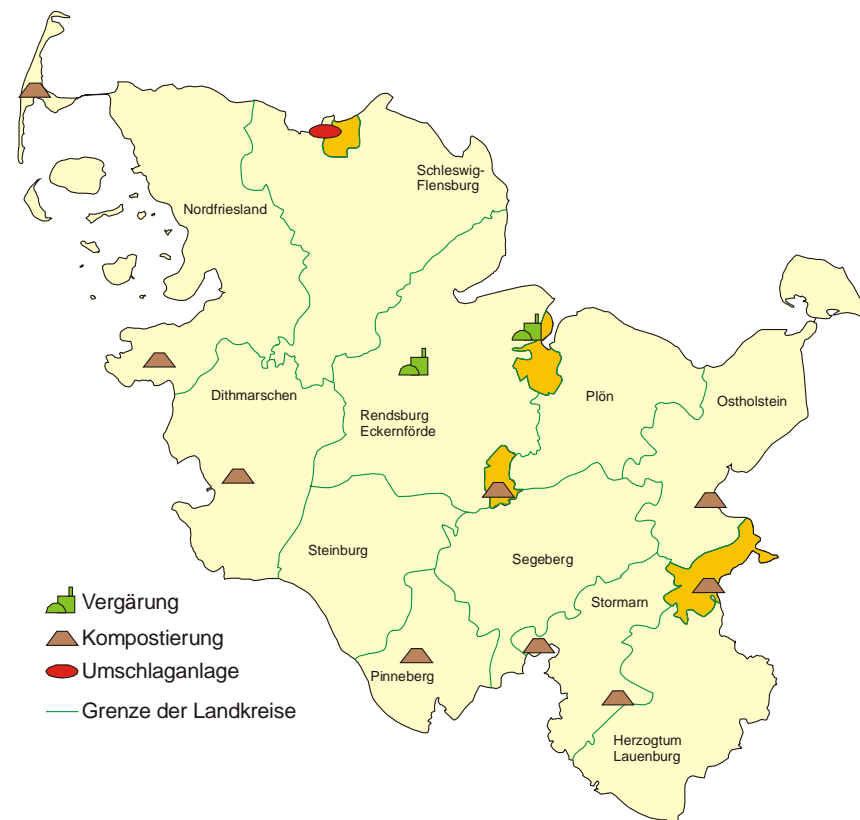 Schleswig-
Flensburg
Nordfriesland
Dithmarschen
Rendsburg
Eckernförde
Plön
Ostholstein
Steinburg
Segeberg
Stormarn
Pinneberg
Herzogtum
Lauenburg
Vergärung
Kompostierung
Umschlaganlage
Grenze der Landkreise